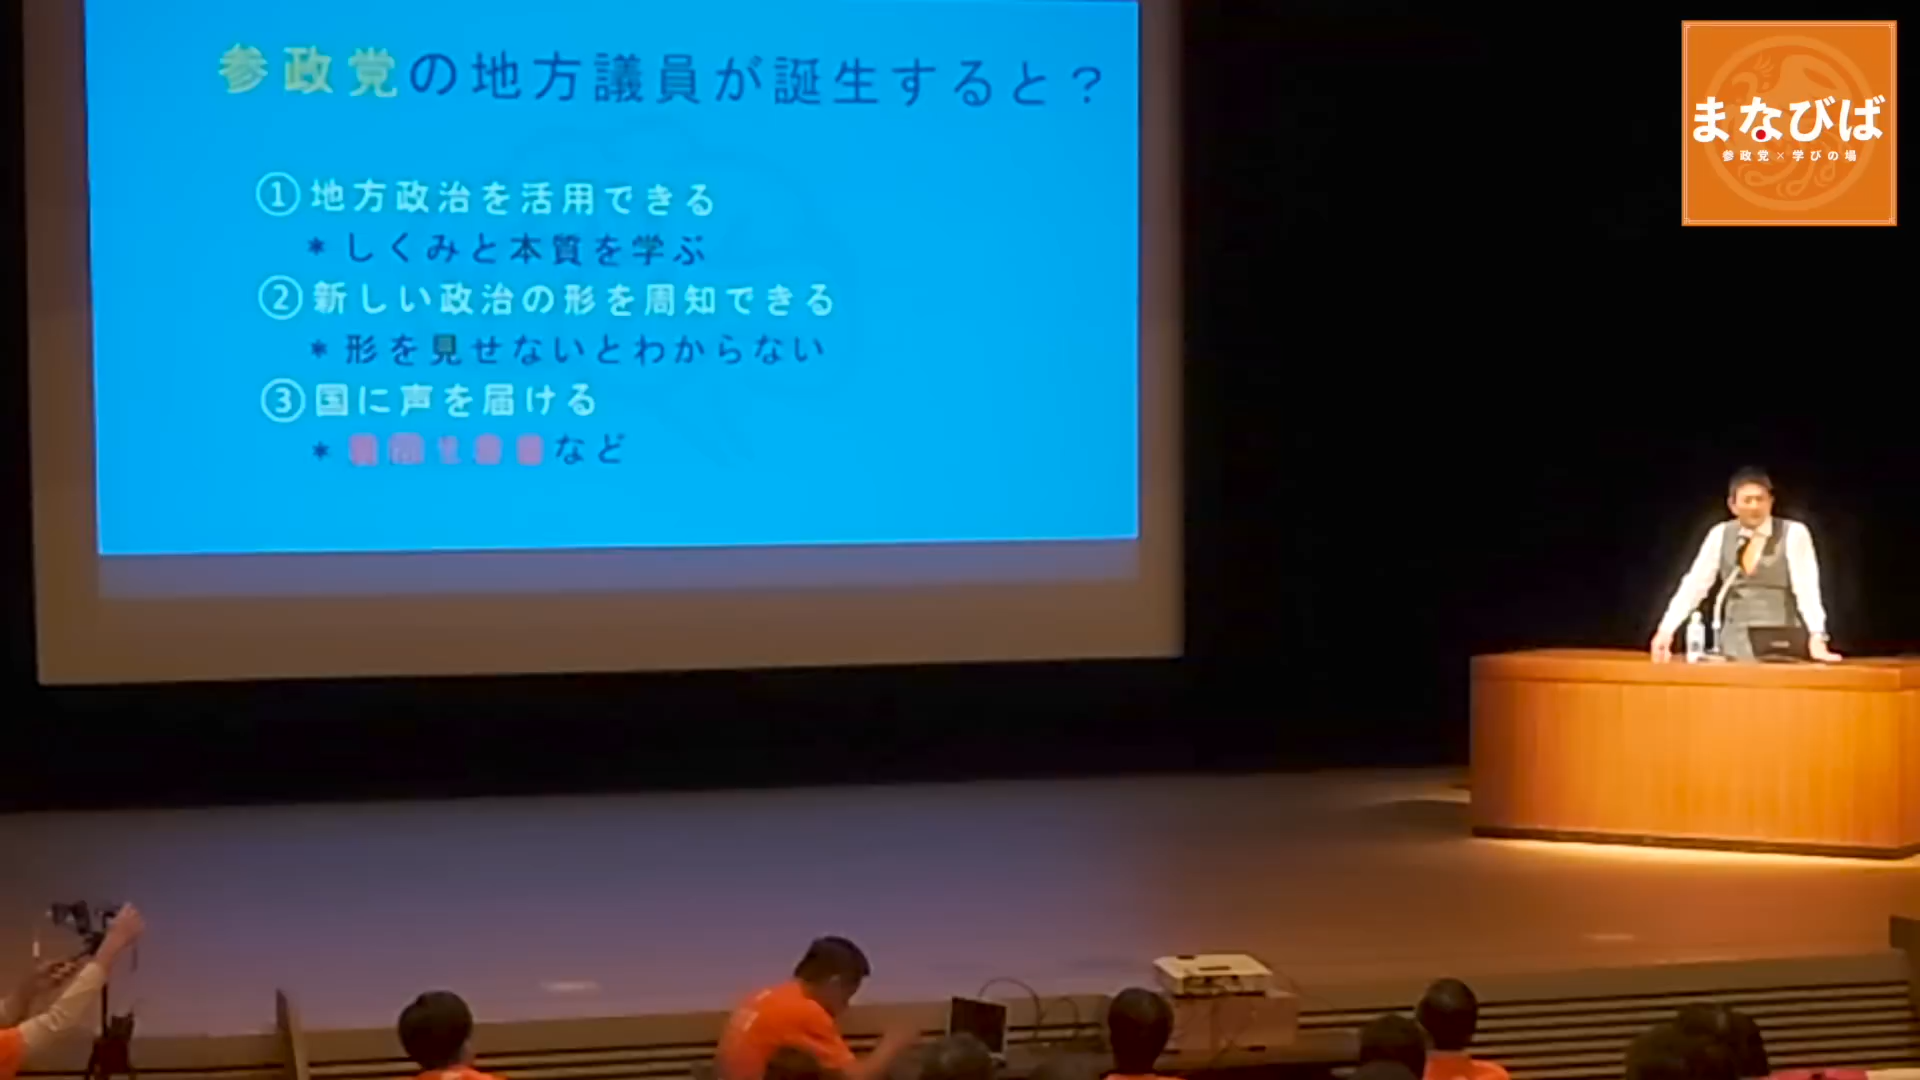 参政党の地方議員が誕生すると？
①地方政治を活用できる
＊しくみと本質を学ぶ
②新しい政治の形を周知できる
＊形を見せないとわからない
③国に声を届ける
＊ など
まなびば
参政党×学びの場